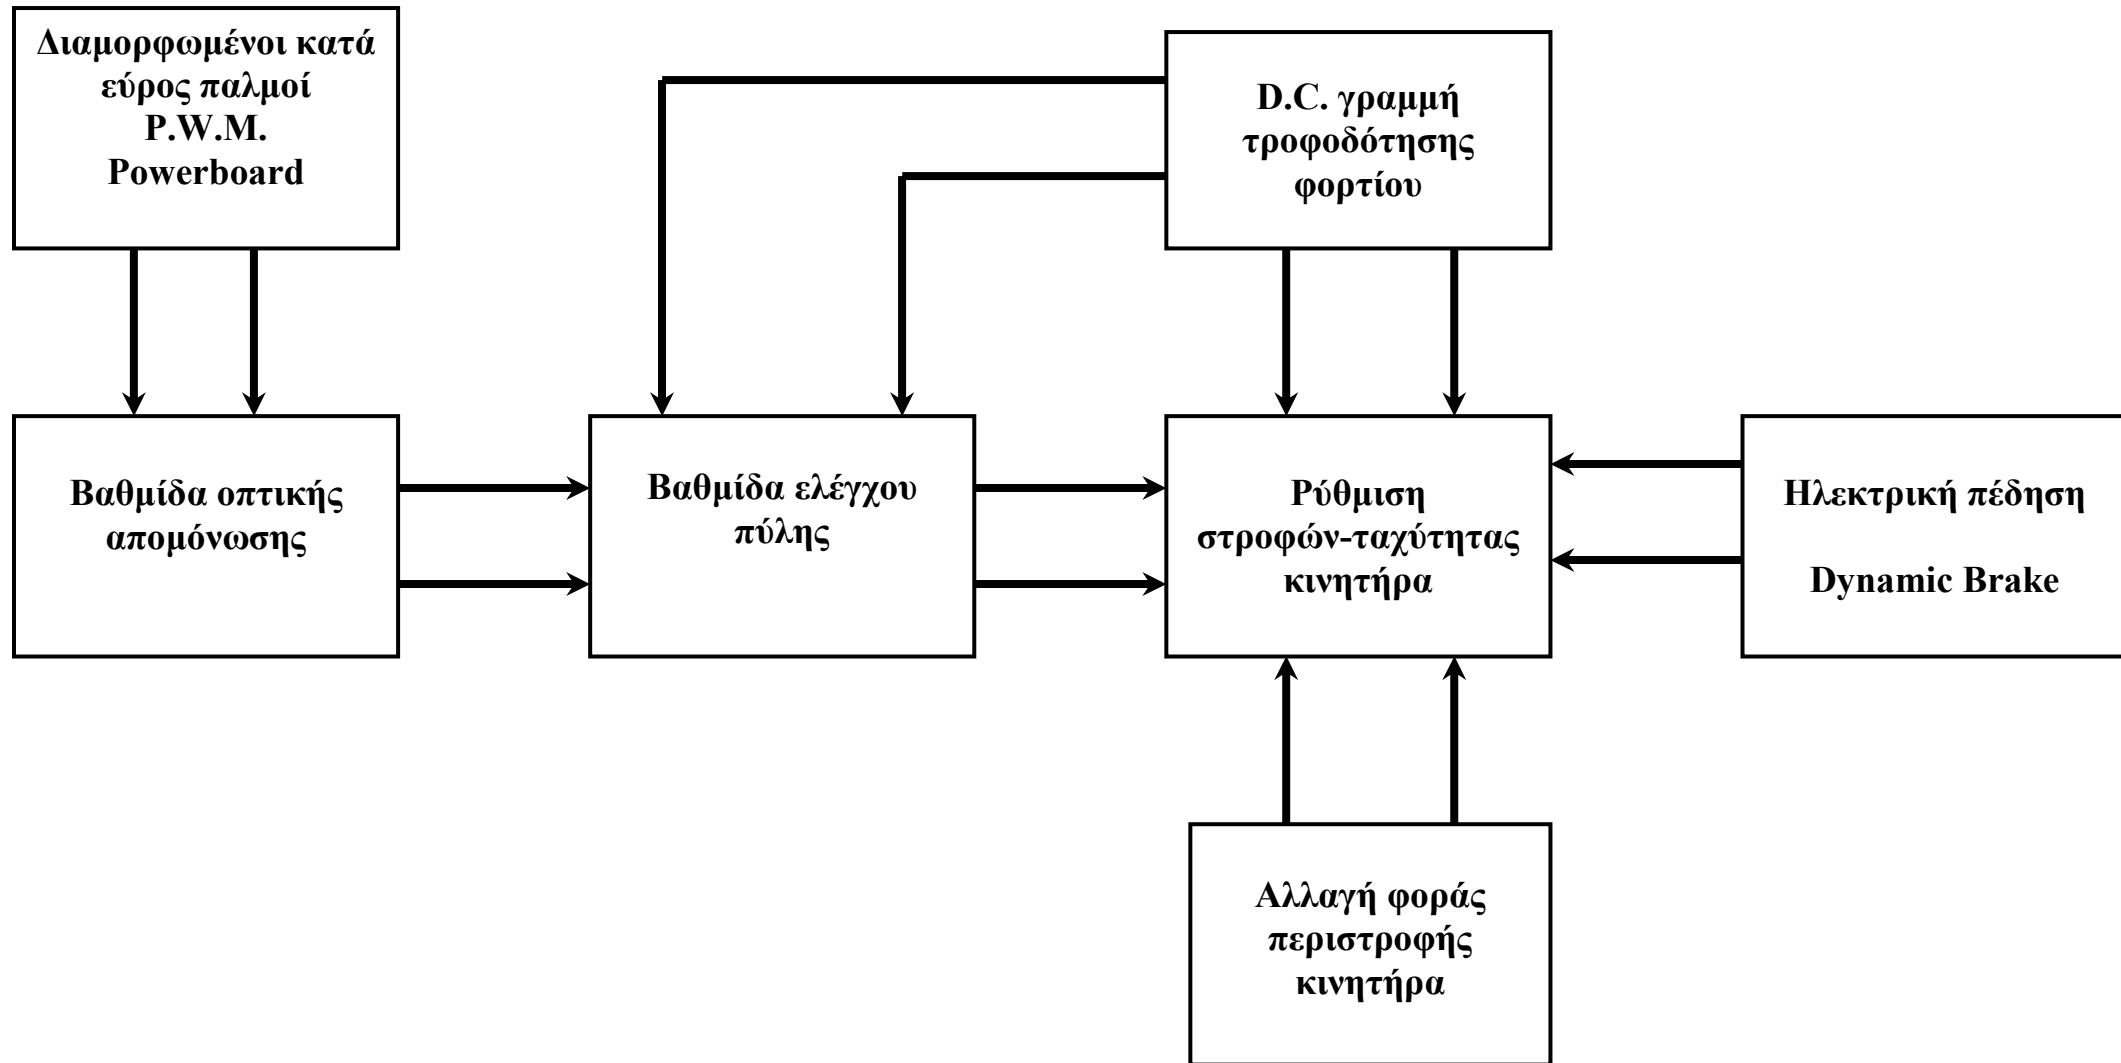 Διαμορφωμένοι κατά
εύρος παλμοί
P.W.M.
Powerboard
D.C. γραμμή
τροφοδότησης
φορτίου
Βαθμίδα οπτικής
απομόνωσης
Βαθμίδα ελέγχου
πύλης
Ρύθμιση
στροφών-ταχύτητας
κινητήρα
Ηλεκτρική πέδηση
Dynamic Brake
Αλλαγή φοράς
περιστροφής
κινητήρα